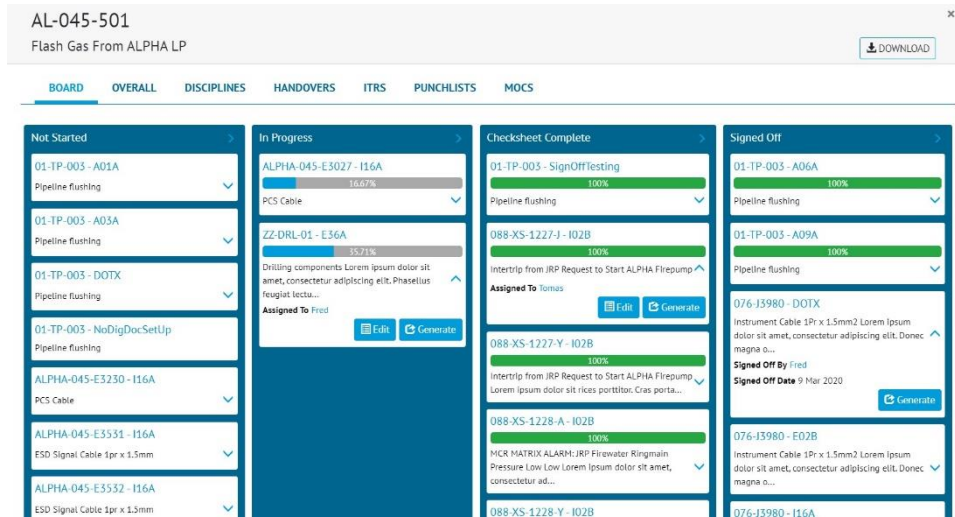 AL-045-501
Flash Gas From ALPHA LP
DOWNLOAD
BOARD OVERALL DISCIPLINES HANDOVERS ITRS PUNCHLISTS MOCS
Not Started
01-TP-003 - A01A
Pipeline flushing
01-TP-003 - A03A
Pipeline flushing
01-TP-003 - DOTX
Pipeline flushing
01-TP-003 - NoDigDocSetUp
Pipeline flushing
ALPHA-045-E3230 - I16A
PCS Cable
ALPHA-045-E3531 - I16A
ESD Signal Cable 1pr x 1.5mm
ALPHA-045-E3532 - I16A
ESD Signal Cable 1pr x 1.5mm
In Progress
ALPHA-045-E3027 - I16A
16.67%
PCS Cable
ZZ-DRL-01 - E36A
35.71%
Drilling components Lorem ipsum dolor sit
amet, consectetur adipiscing elit. Phasellus
feugiat lectu...
Assigned To Fred
Edit Generate
Checksheet Complete
01-TP-003 - SignOffTesting
100%
Pipeline flushing
088-XS-1227-J - I02B
100%
Intertrip from JRP Request to Start ALPHA Firepump
Assigned To Tomas
Edit Generate
088-XS-1227-Y - I02B
100%
Intertrip from JRP Request to Start ALPHA Firepump
Lorem ipsum dolor sit rices porttitor. Cras porta...
088-XS-1228-A - I02B
100%
MCR MATRIX ALARM: JRP Firewater Ringmain
Pressure Low Low Lorem ipsum dolor sit amet,
consectetur ad...
088-XS-1228-Y - I02B
Signed Off
01-TP-003 - A06A
100%
Pipeline flushing
01-TP-003 - A09A
100%
Pipeline flushing
076-J3980 - DOTX
Instrument Cable 1Pr x 1.5mm2 Lorem ipsum
dolor sit amet, consectetur adipiscing elit. Donec
magna o...
Signed Off By Fred
Signed Off Date 9 Mar 2020
Generate
076-J3980 - E02B
Instrument Cable 1Pr x 1.5mm2 Lorem ipsum
dolor sit amet, consectetur adipiscing elit. Donec
magna o...
076-J3980 - I16A